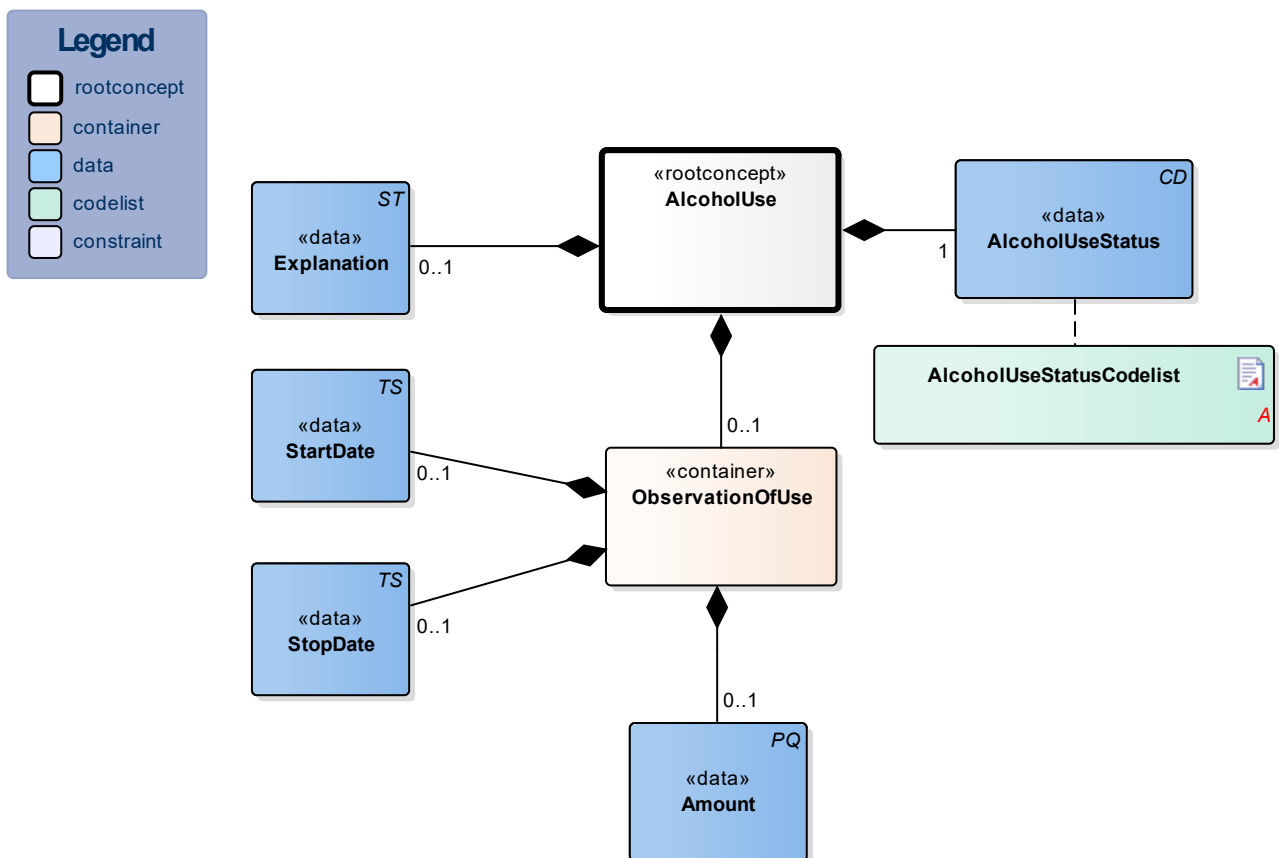 Legend
rootconcept
container
data
codelist
constraint
«rootconcept»
AlcoholUse
CD
«data»
AlcoholUseStatus
1
ST
«data»
Explanation
0..1
AlcoholUseStatusCodelist
A
TS
«data»
StartDate
0..1
0..1
«container»
ObservationOfUse
TS
«data»
StopDate
0..1
0..1
PQ
«data»
Amount